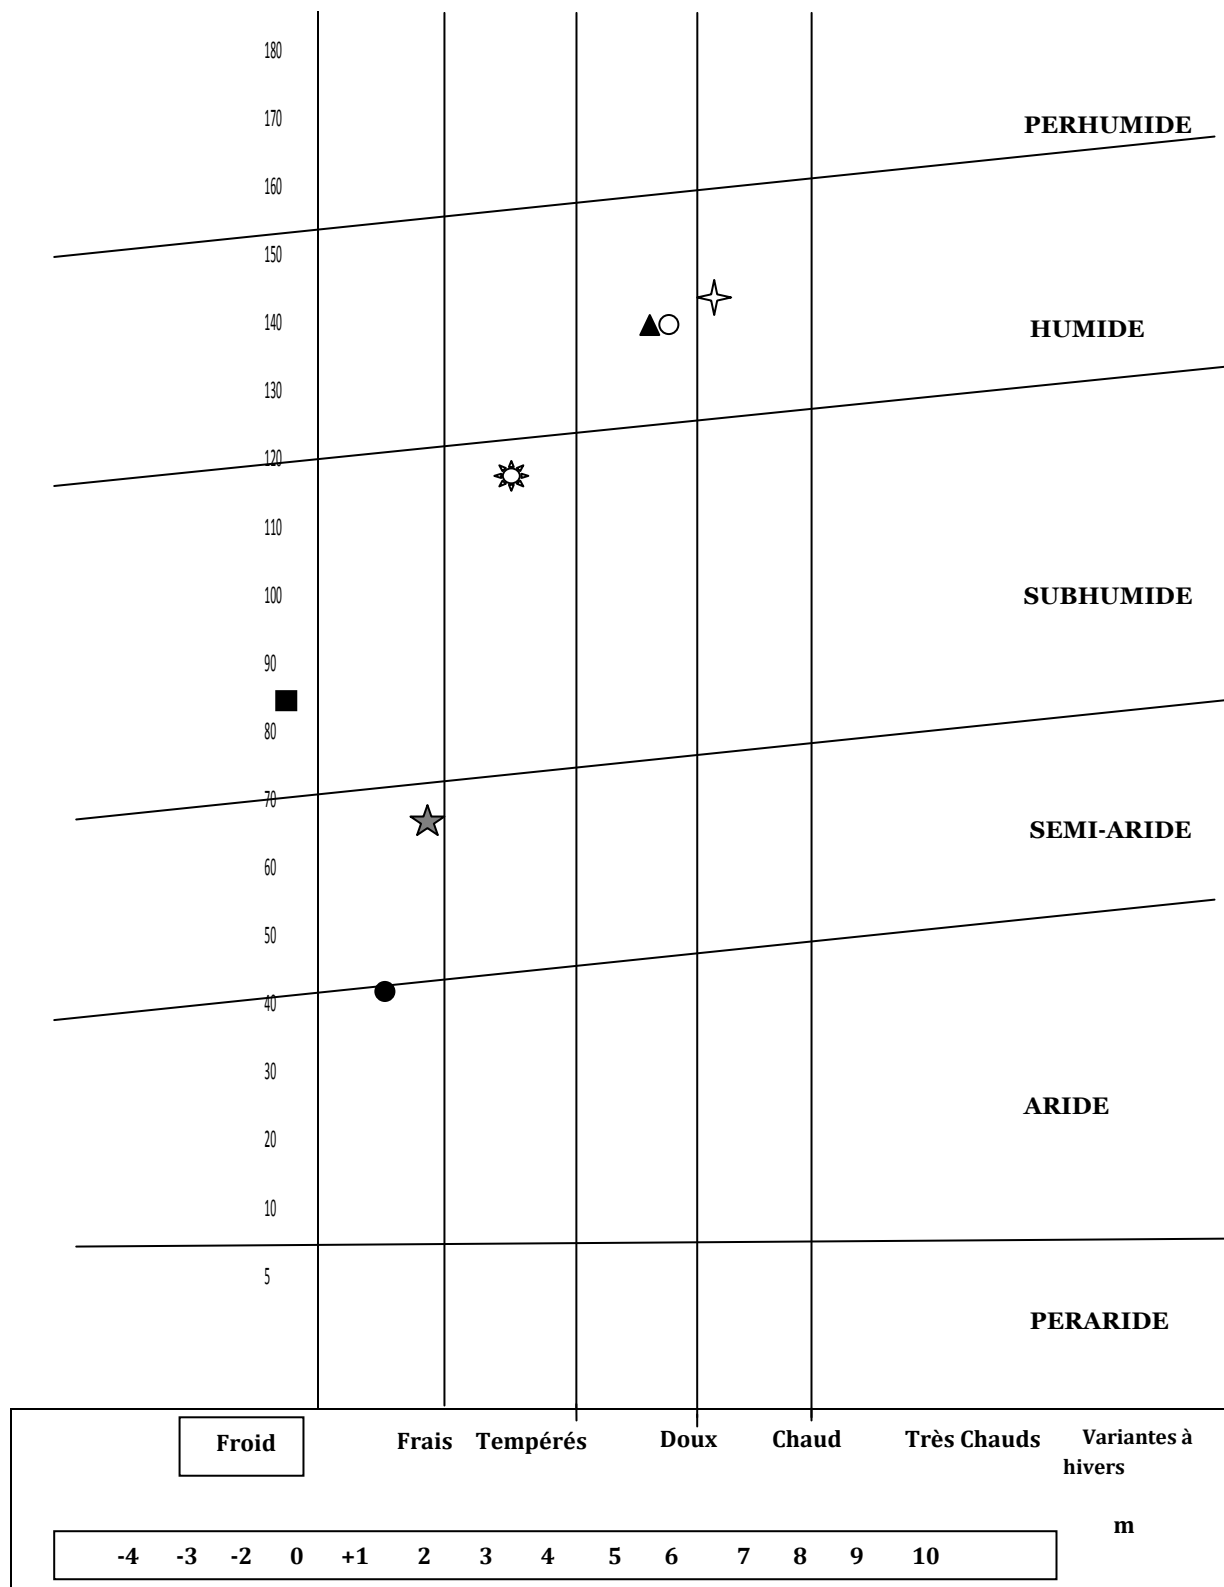 180
170
PERHUMIDE
160
150
140
HUMIDE
130
120
110
100
SUBHUMIDE
90
80
70
SEMI-ARIDE
60
50
40
30
ARIDE
20
10
5
PERARIDE
Froid Frais Tempérés Doux Chaud Très Chauds Variantes à
hivers
m
-4 -3 -2 0 +1 2 3 4 5 6 7 8 9 10